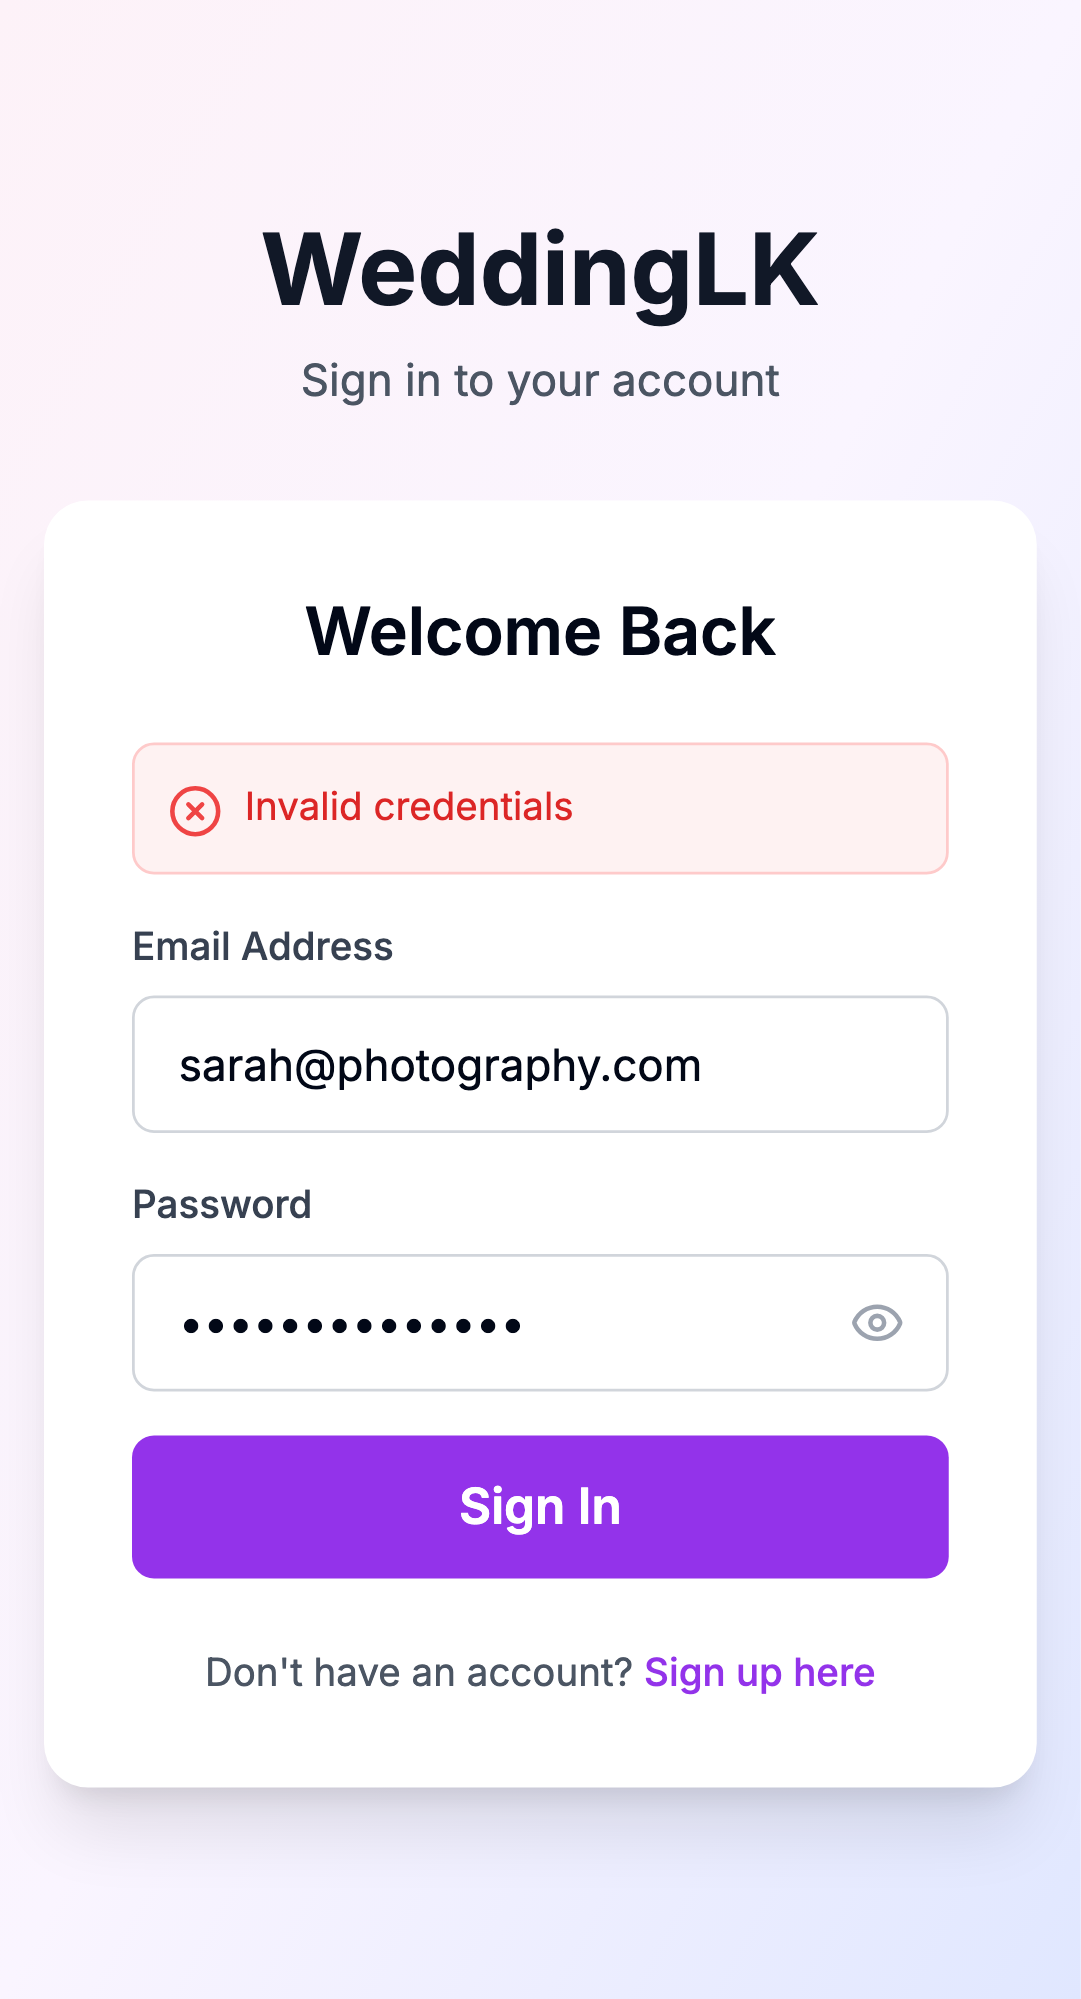 WeddingLK
Sign in to your account
Welcome Back
Invalid credentials
Email Address
sarah@photography.com
Password
••••••••••••••
Sign In
Don't have an account? Sign up here